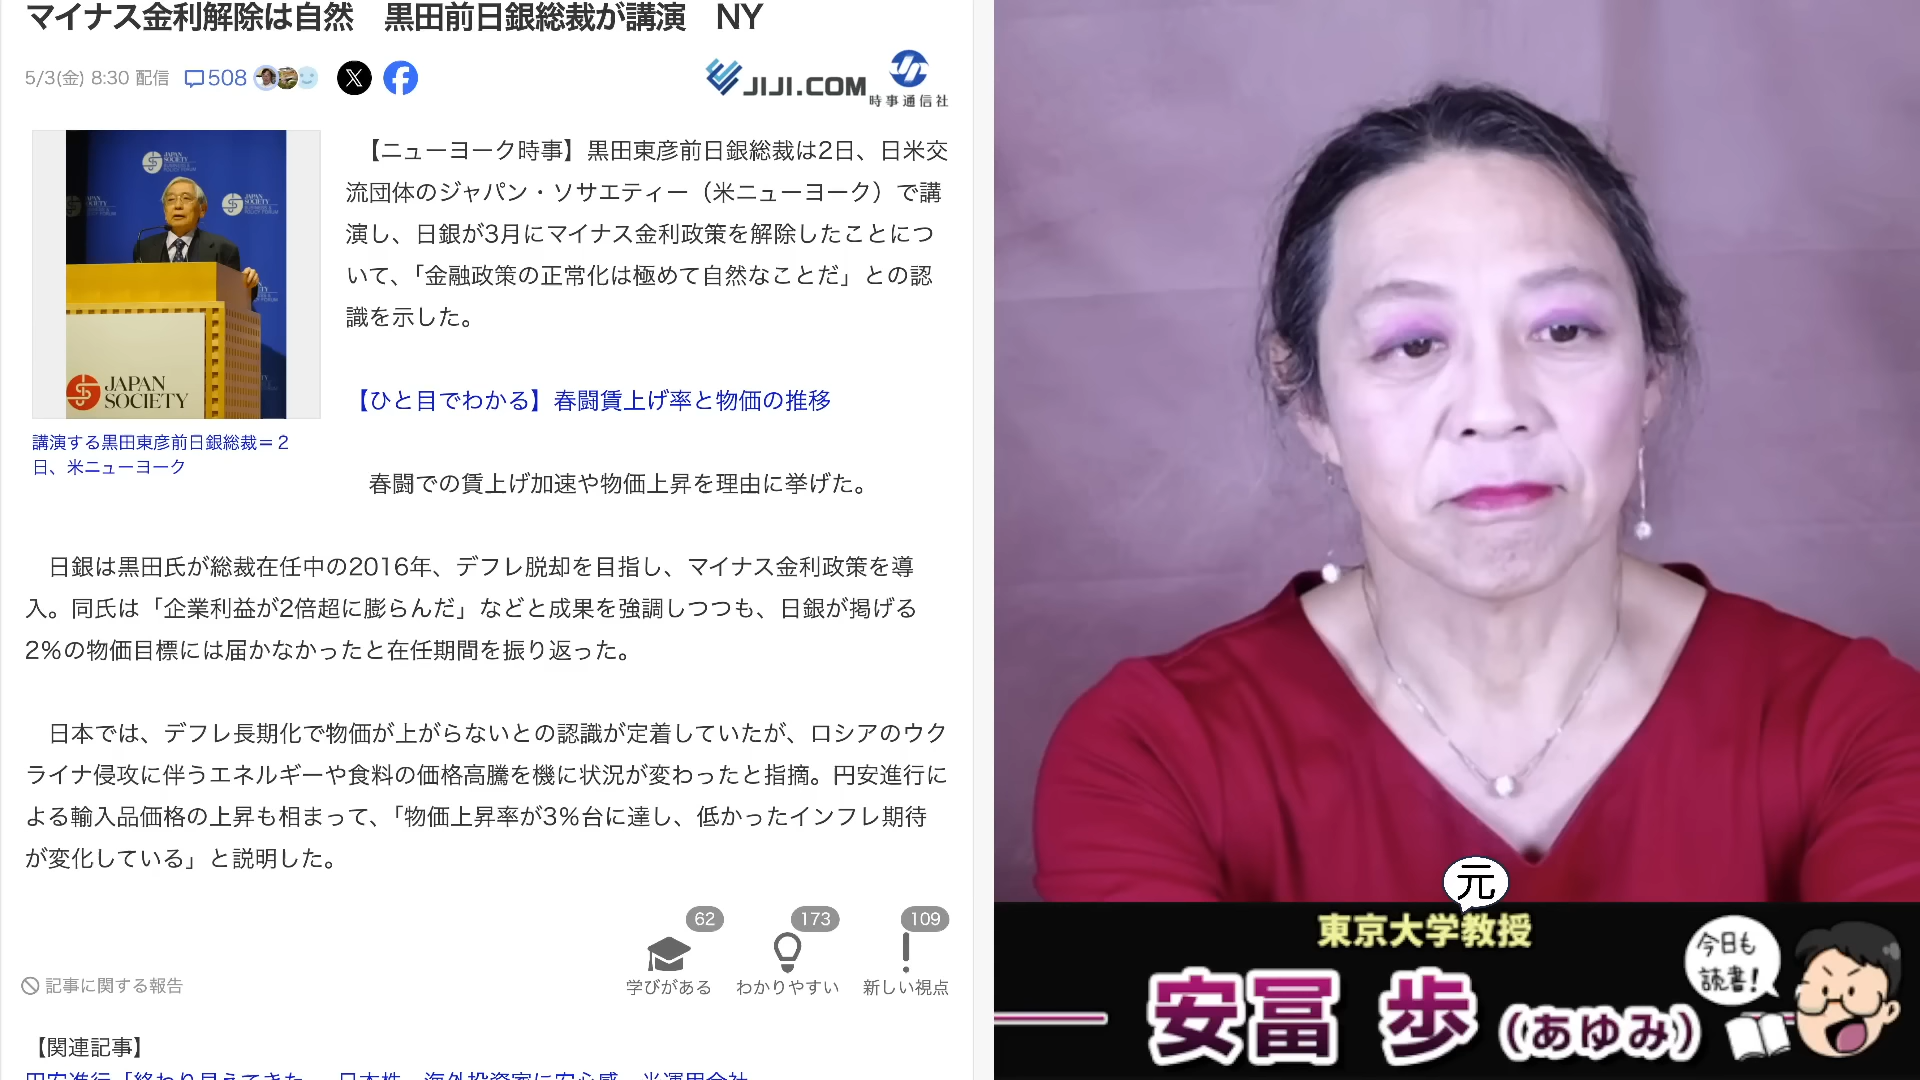 マイナス金利解除は自然　黒田前日銀総裁が講演　NY
5/3(金) 8:30 配信
508
JIJI.COM
時事通信社
JAPAN SOCIETY
JAPAN SOCIETY
JAPAN SOCIETY
講演する黒田東彦前日銀総裁＝２
日、米ニューヨーク
【ニューヨーク時事】黒田東彦前日銀総裁は2日、日米交
流団体のジャパン・ソサエティー（米ニューヨーク）で講
演し、日銀が3月にマイナス金利政策を解除したことにつ
いて、「金融政策の正常化は極めて自然なことだ」との認
識を示した。
【ひと目でわかる】春闘賃上げ率と物価の推移
春闘での賃上げ加速や物価上昇を理由に挙げた。
日銀は黒田氏が総裁在任中の2016年、デフレ脱却を目指し、マイナス金利政策を導
入。同氏は「企業利益が2倍超に膨らんだ」などと成果を強調しつつも、日銀が掲げる
2％の物価目標には届かなかったと在任期間を振り返った。
日本では、デフレ長期化で物価が上がらないとの認識が定着していたが、ロシアのウク
ライナ侵攻に伴うエネルギーや食料の価格高騰を機に状況が変わったと指摘。円安進行に
よる輸入品価格の上昇も相まって、「物価上昇率が3％台に達し、低かったインフレ期待
が変化している」と説明した。
62
173
109
学びがある
わかりやすい
新しい視点
記事に関する報告
【関連記事】
元
東京大学教授
安冨 歩 (あゆみ)
今日も
読書!